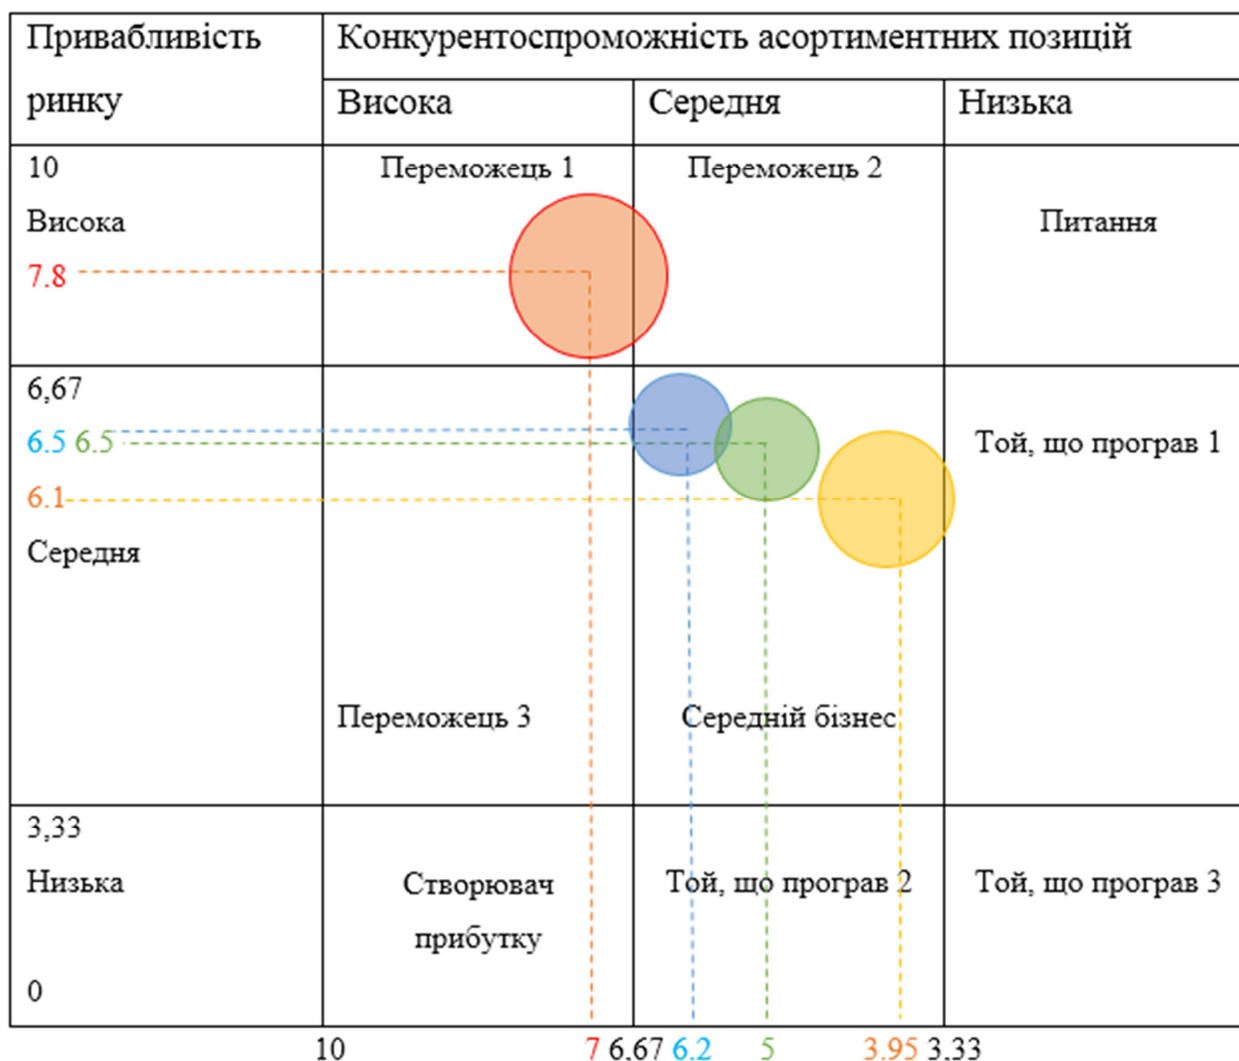 Привабливість
ринку
Конкурентоспроможність асортиментних позицій
Висока
Середня
Низька
10
Висока
7.8
Переможець 1
Переможець 2
Питання
6,67
6.5 6.5
6.1
Середня
Переможець 3
Середній бізнес
Той, що програв 1
3,33
Низька
0
Створювач
прибутку
Той, що програв 2
Той, що програв 3
10 7 6.67 6.2 5 3.95 3.33